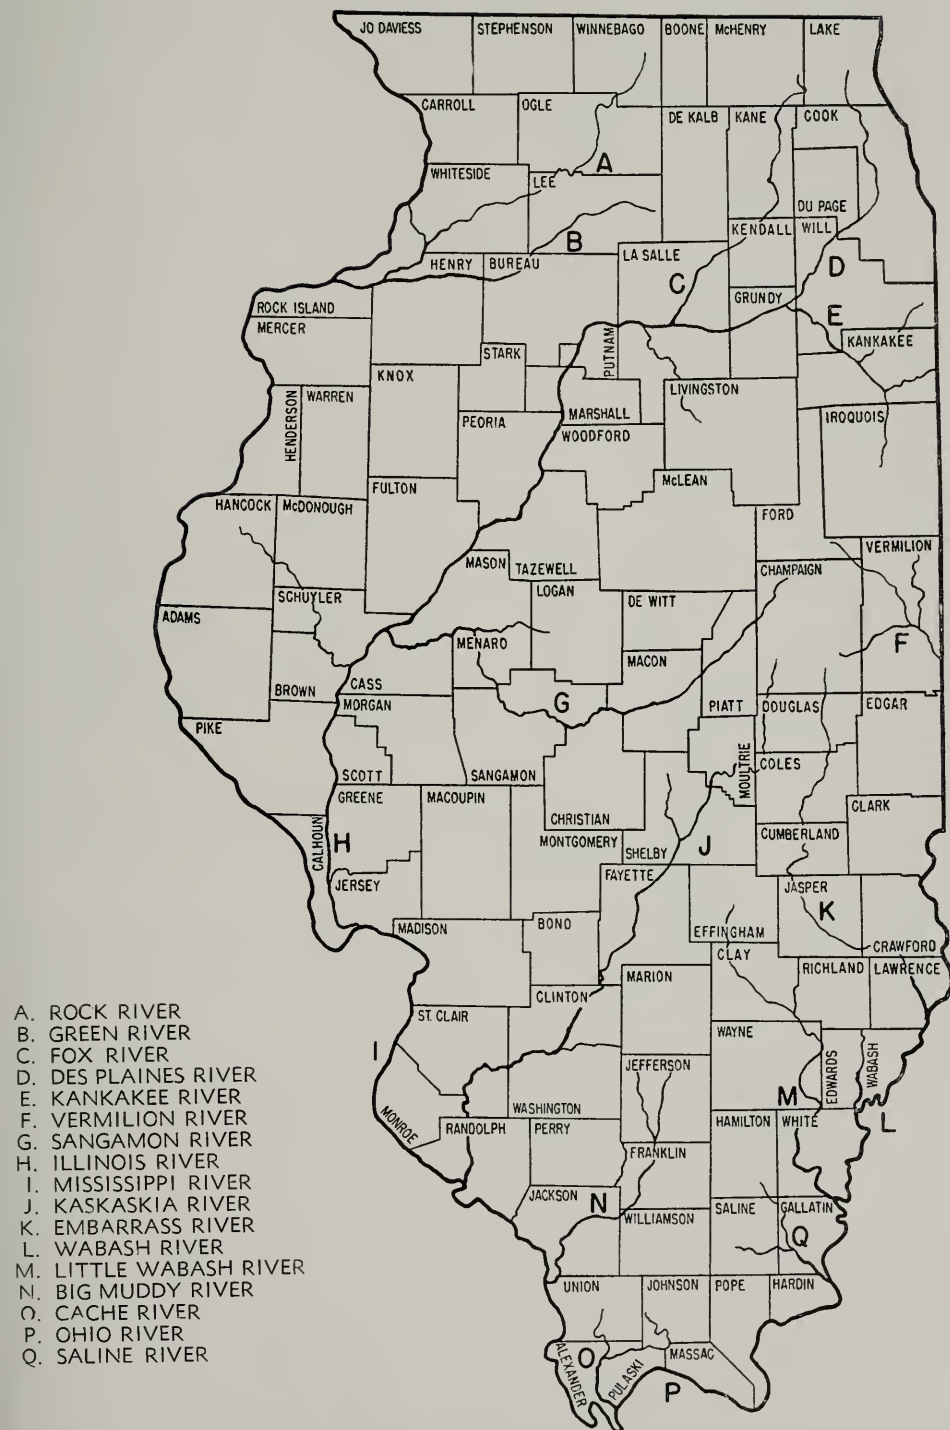 JO DAVIESS STEPHENSON WINNEBAGO BOONE McHENRY LAKE
CARROLL OGLE DE KALB KANE COOK
A
WHITESIDE LEE
DU PAGE
B KENDALL WILL
HENRY BUREAU LA SALLE D
C
ROCK ISLAND GRUNDY E
MERCER
PUTNAM KANKAKEE
STARK
KNOX
HENDERSON WARREN LIVINGSTON
PEORIA MARSHALL IROQUOIS
WOODFORD
FULTON McLEAN
HANCOCK McDONOUGH FORD
VERMILION
MASON TAZEWELL CHAMPAIGN
LOGAN
SCHUYLER DE WITT
ADAMS
MENARD F
MACON
BROWN CASS
MORGAN G PIATT DOUGLAS EDGAR
PIKE
MOULTRIE COLES
SCOTT SANGAMON
GREENE MACOUPIN CLARK
CHRISTIAN
CALHOUN H MONTGOMERY CUMBERLAND
SHELBY J
JERSEY FAYETTE JASPER
K
MADISON BOND EFFINGHAM CRAWFORD
CLAY
MARION RICHLAND LAWRENCE
CLINTON
ST. CLAIR
WAYNE
I JEFFERSON EDWARDS WABASH
M
MONROE WASHINGTON L
RANDOLPH PERRY HAMILTON WHITE
FRANKLIN
JACKSON
N SALINE GALLATIN
WILLIAMSON
Q
UNION JOHNSON POPE HARDIN
ALEXANDER O PULASKI MASSAC
P
A. ROCK RIVER
B. GREEN RIVER
C. FOX RIVER
D. DES PLAINES RIVER
E. KANKAKEE RIVER
F. VERMILION RIVER
G. SANGAMON RIVER
H. ILLINOIS RIVER
I. MISSISSIPPI RIVER
J. KASKASKIA RIVER
K. EMBARRASS RIVER
L. WABASH RIVER
M. LITTLE WABASH RIVER
N. BIG MUDDY RIVER
O. CACHE RIVER
P. OHIO RIVER
Q. SALINE RIVER